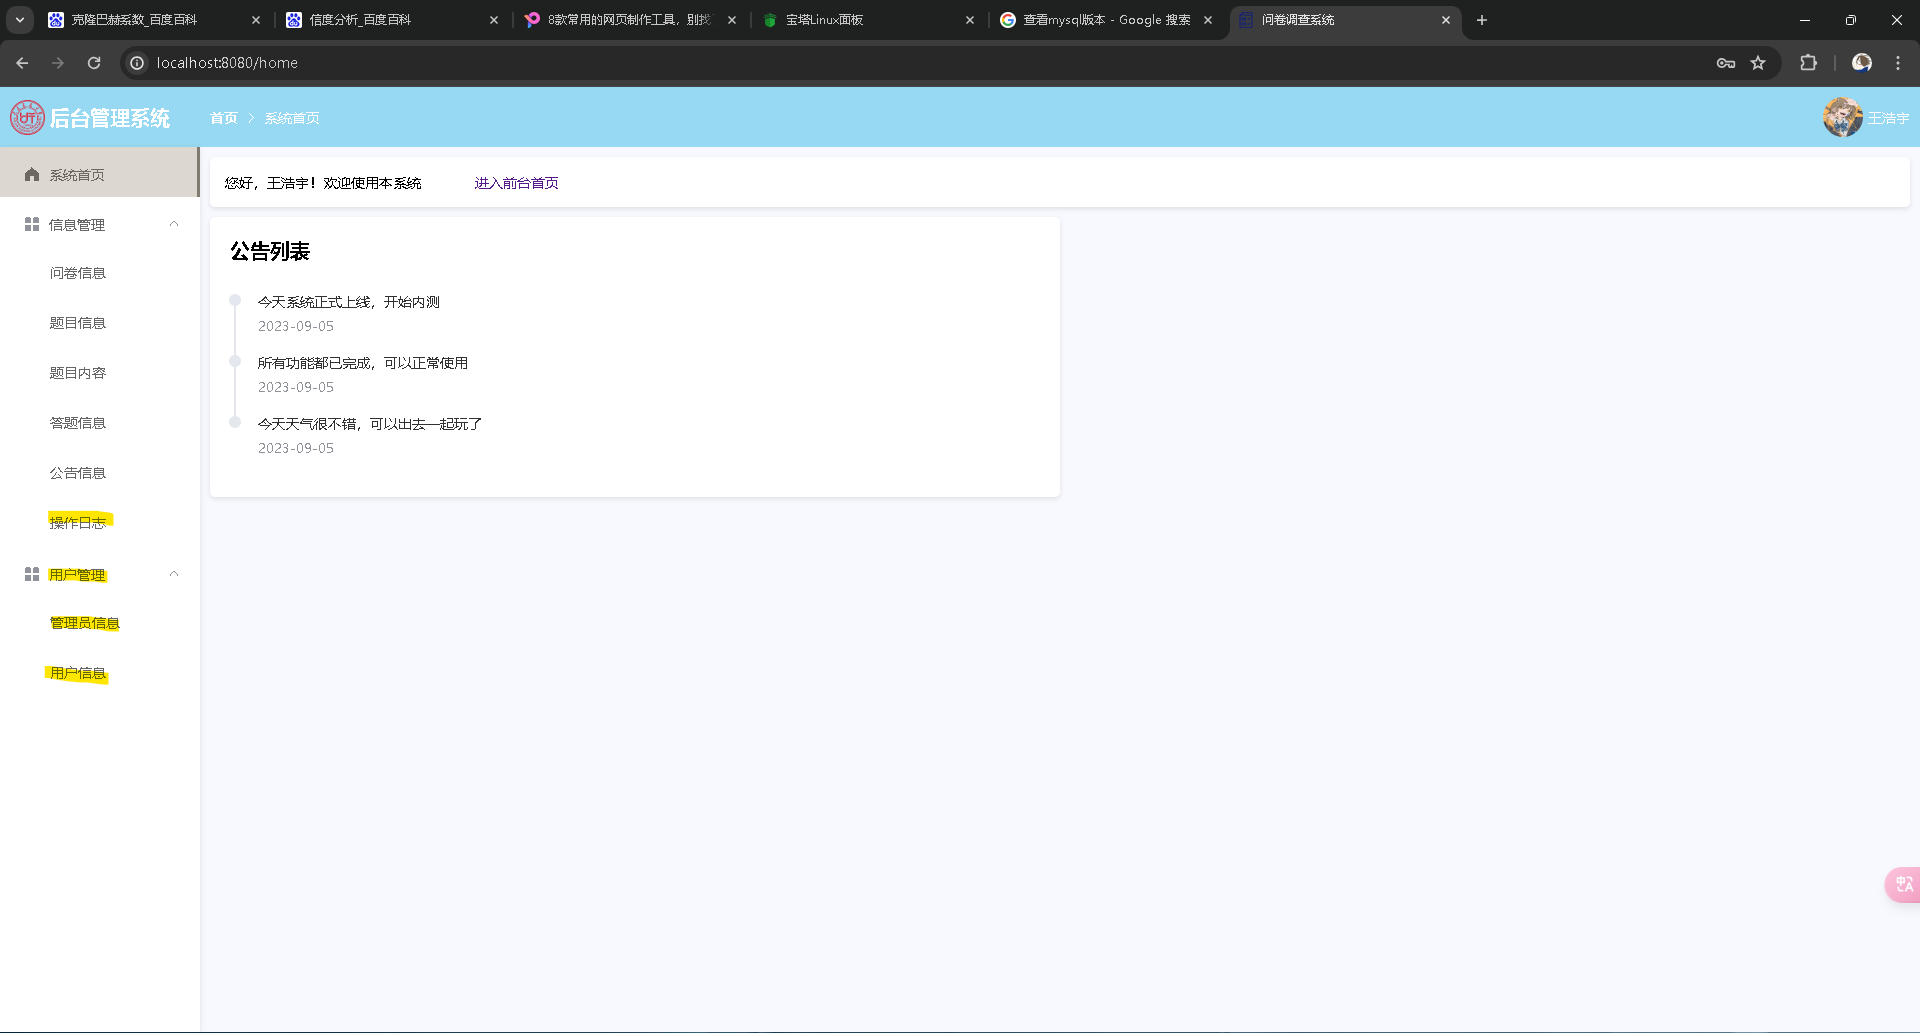 克隆巴赫系数_百度百科
信度分析_百度百科
8款常用的网页制作工具，别找
宝塔Linux面板
查看mysql版本 - Google 搜索
问卷调查系统
localhost:8080/home
后台管理系统
首页 > 系统首页
王浩宇
系统首页
您好，王浩宇！欢迎使用本系统
进入前台首页
信息管理
问卷信息
题目信息
题目内容
答题信息
公告信息
操作日志
用户管理
管理员信息
用户信息
公告列表
今天系统正式上线，开始内测
2023-09-05
所有功能都已完成，可以正常使用
2023-09-05
今天天气很不错，可以出去一起玩了
2023-09-05